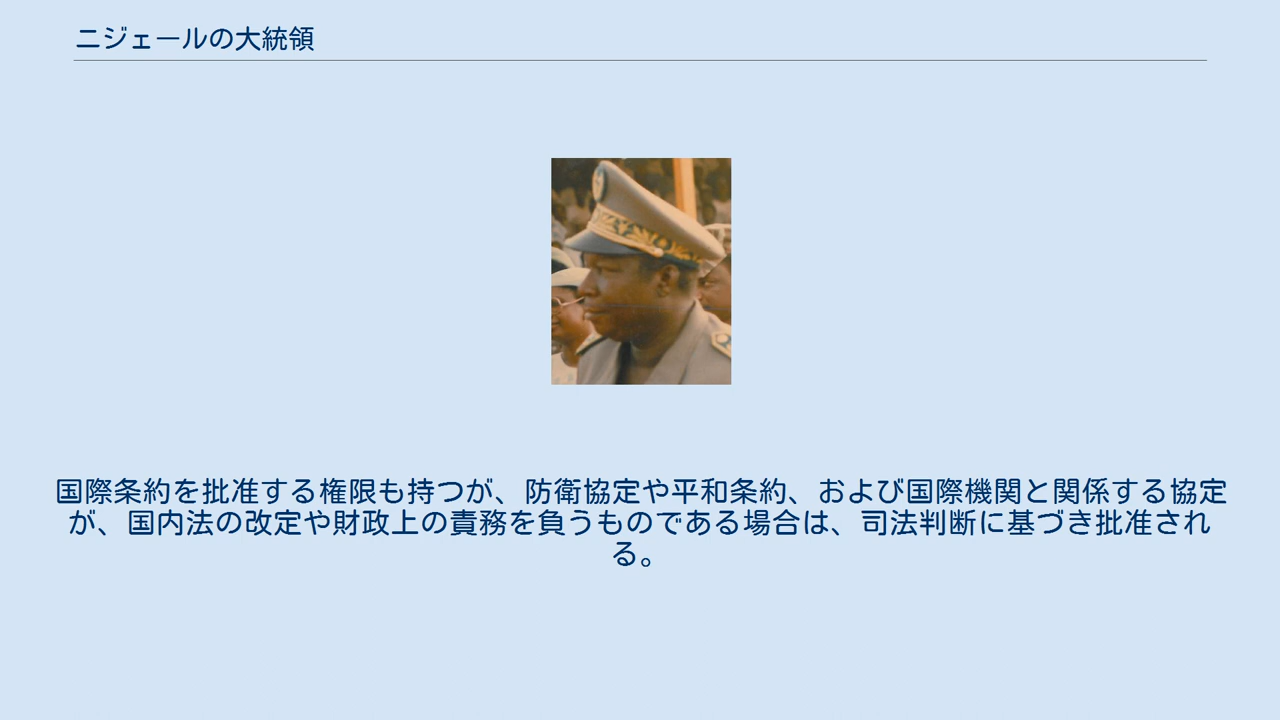 ニジェールの大統領
国際条約を批准する権限も持つが、防衛協定や平和条約、および国際機関と関係する協定
が、国内法の改定や財政上の責務を負うものである場合は、司法判断に基づき批准され
る。